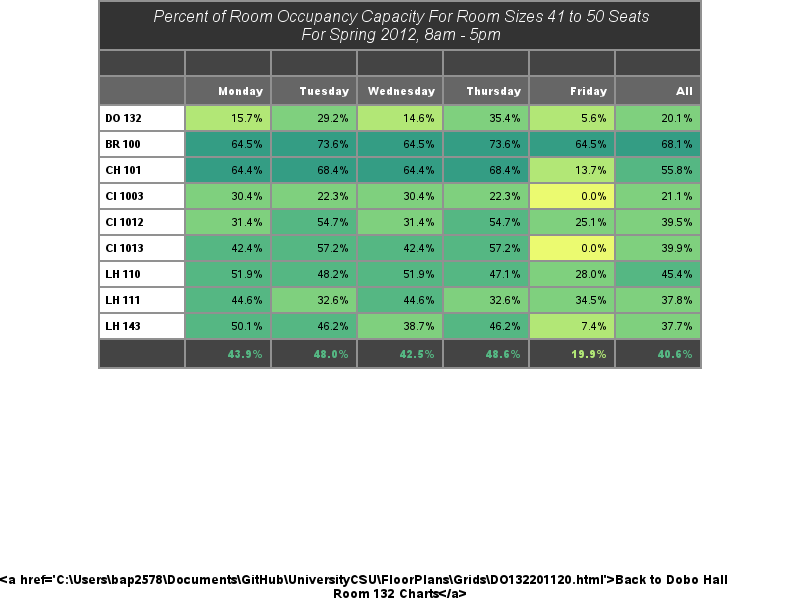 Percent of Room Occupancy Capacity For Room Sizes 41 to 50 Seats
For Spring 2012, 8am - 5pm
Monday Tuesday Wednesday Thursday Friday All
DO 132 15.7% 29.2% 14.6% 35.4% 5.6% 20.1%
BR 100 64.5% 73.6% 64.5% 73.6% 64.5% 68.1%
CH 101 64.4% 68.4% 64.4% 68.4% 13.7% 55.8%
CI 1003 30.4% 22.3% 30.4% 22.3% 0.0% 21.1%
CI 1012 31.4% 54.7% 31.4% 54.7% 25.1% 39.5%
CI 1013 42.4% 57.2% 42.4% 57.2% 0.0% 39.9%
LH 110 51.9% 48.2% 51.9% 47.1% 28.0% 45.4%
LH 111 44.6% 32.6% 44.6% 32.6% 34.5% 37.8%
LH 143 50.1% 46.2% 38.7% 46.2% 7.4% 37.7%
43.9% 48.0% 42.5% 48.6% 19.9% 40.6%
<a href='C:\Users\bap2578\Documents\GitHub\UniversityCSU\FloorPlans\Grids\DO132201120.html'>Back to Dobo Hall
Room 132 Charts</a>